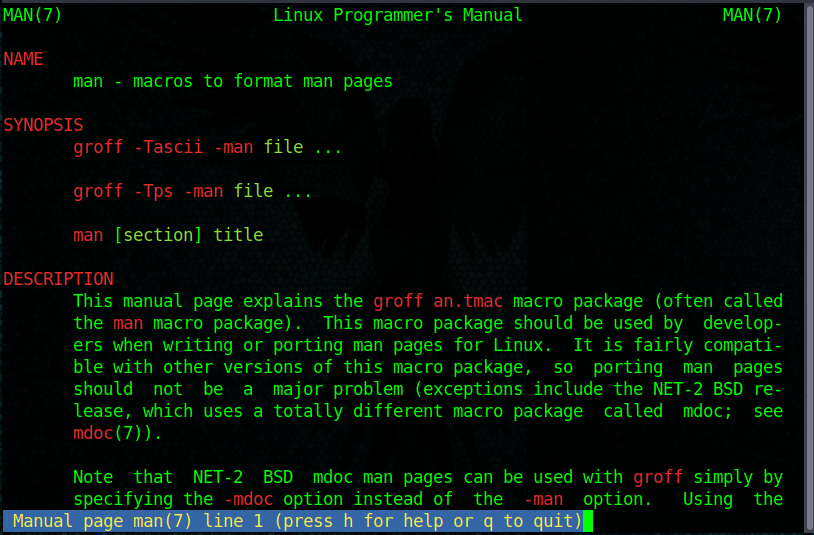 MAN(7)                     Linux Programmer's Manual                    MAN(7)
NAME
       man - macros to format man pages
SYNOPSIS
       groff -Tascii -man file ...
       groff -Tps -man file ...
       man [section] title
DESCRIPTION
       This manual page explains the groff an.tmac macro package (often called
       the man macro package).  This macro package should be used by  develop-
       ers when writing or porting man pages for Linux.  It is fairly compati-
       ble with other versions of this macro package,  so  porting  man  pages
       should  not  be  a  major problem (exceptions include the NET-2 BSD re-
       lease, which uses a totally different macro package  called  mdoc;  see
       mdoc(7)).
       Note  that  NET-2  BSD  mdoc man pages can be used with groff simply by
       specifying the -mdoc option instead of  the  -man  option.   Using  the
 Manual page man(7) line 1 (press h for help or q to quit)